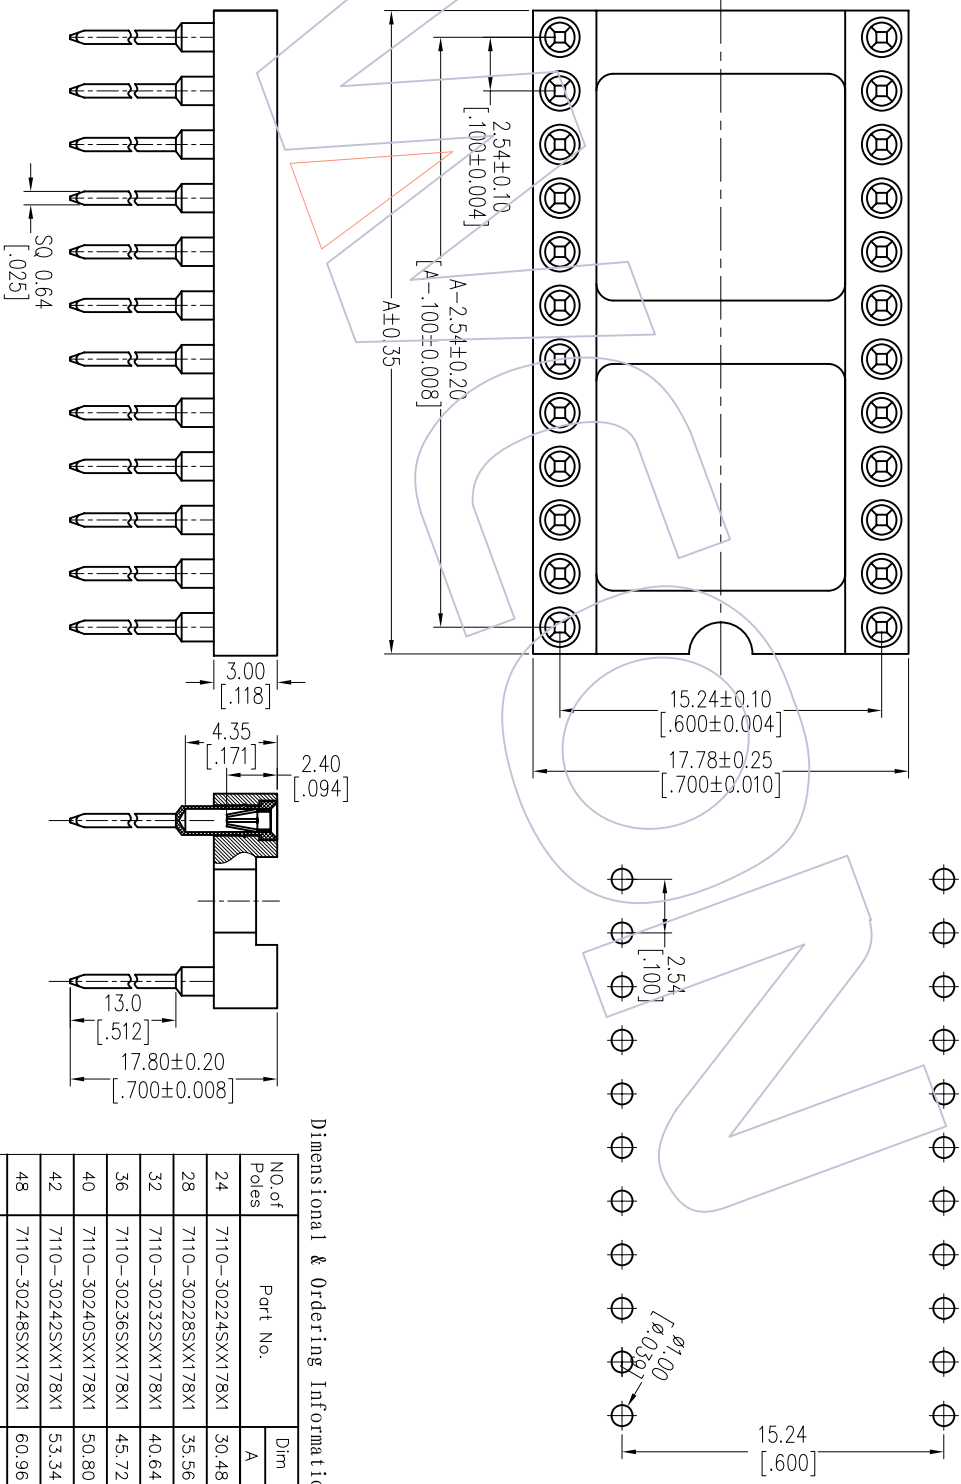 2.54±0.10
[.100±0.004]
A-2.54±0.20
[A-.100±0.008]
A±0.35
SQ 0.64
[.025]
3.00
[.118]
4.35
[.171]
2.40
[.094]
15.24±0.10
[.600±0.004]
17.78±0.25
[.700±0.010]
2.54
[.100]
13.0
[.512]
17.80±0.20
[.700±0.008]
ø1.00
[ø.039]
15.24
[.600]
Dimensional & Ordering Informatio
NO.of Poles Part No. Dim A
24 7110-30224SXX178X1 30.48
28 7110-30228SXX178X1 35.56
32 7110-30232SXX178X1 40.64
36 7110-30236SXX178X1 45.72
40 7110-30240SXX178X1 50.80
42 7110-30242SXX178X1 53.34
48 7110-30248SXX178X1 60.96